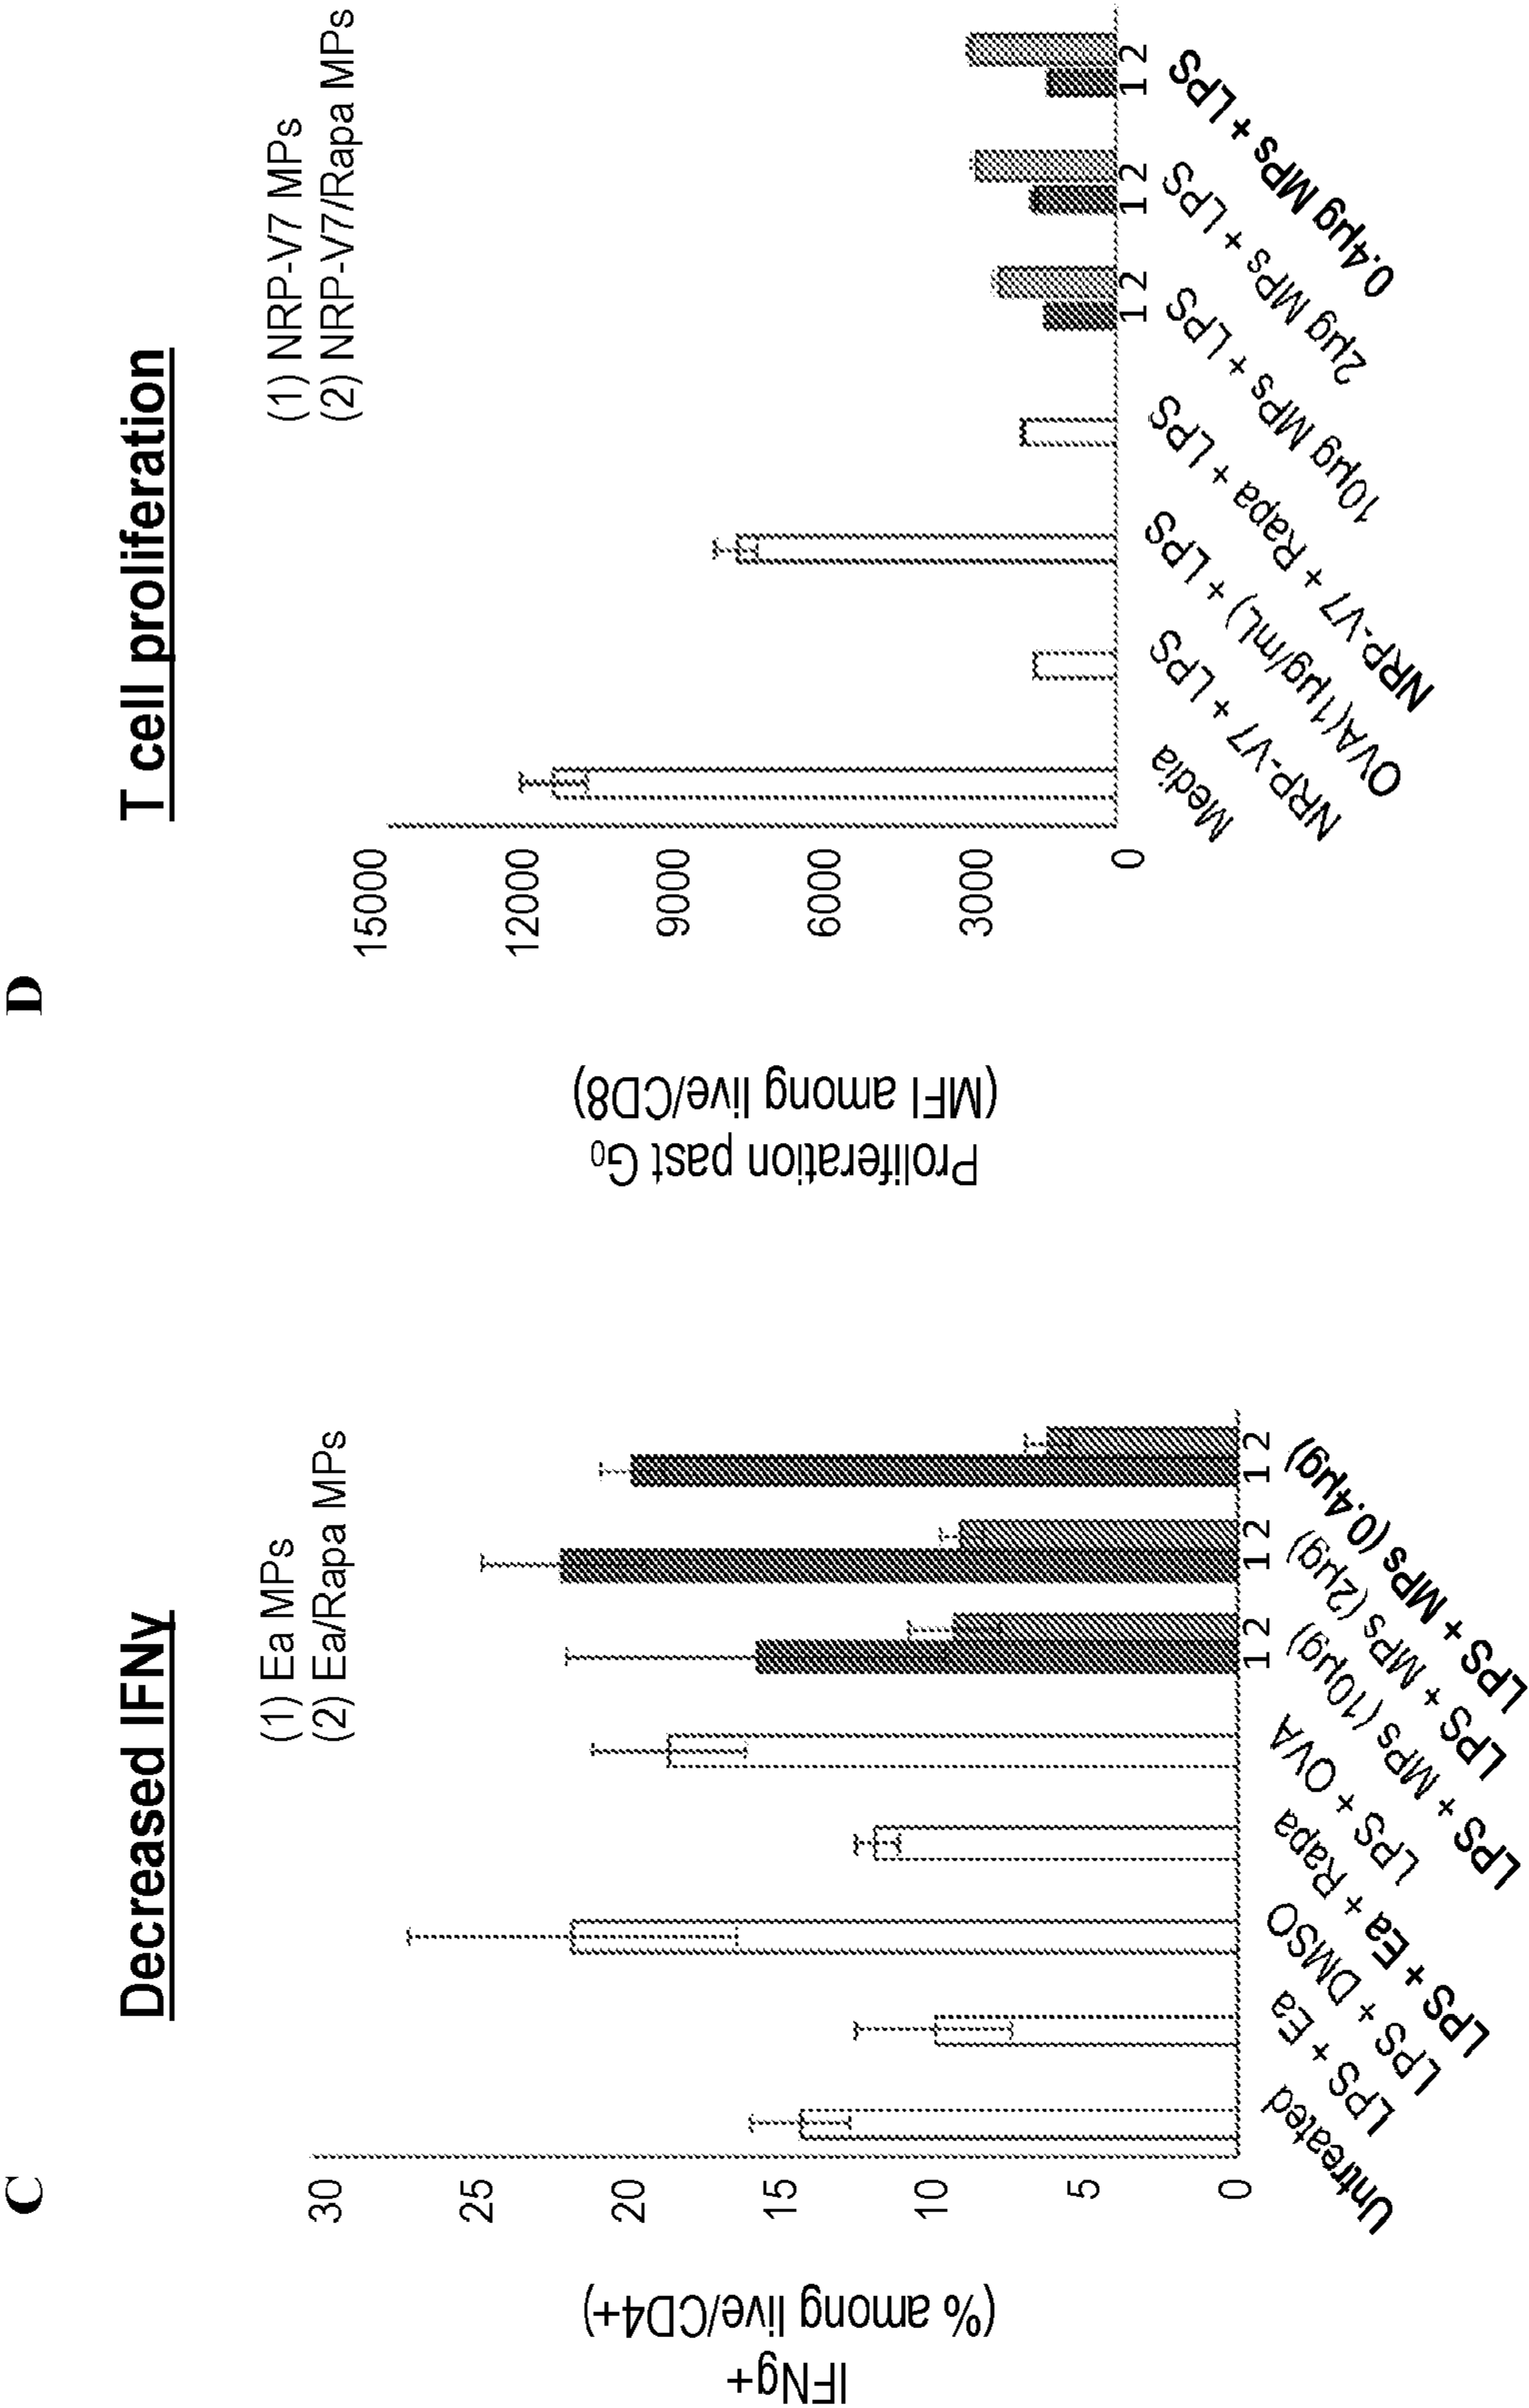 C
Decreased IFNγ
(1) Ea MPs
(2) Ea/Rapa MPs
IFNg+
(% among live/CD4+)
30
25
20
15
10
5
0
1 2
1 2
1 2
Untreated
LPS + Ea
LPS + DMSO
LPS + Ea + Rapa
LPS + OVA
LPS + MPs (10µg)
LPS + MPs (2µg)
LPS + MPs (0.4µg)
D
T cell proliferation
(1) NRP-V7 MPs
(2) NRP-V7/Rapa MPs
Proliferation past G₀
(MFI among live/CD8)
15000
12000
9000
6000
3000
0
1 2
1 2
1 2
Media
NRP-V7 + LPS
OVA(1µg/mL) + LPS
NRP-V7 + Rapa + LPS
10µg MPs + LPS
2µg MPs + LPS
0.4µg MPs + LPS